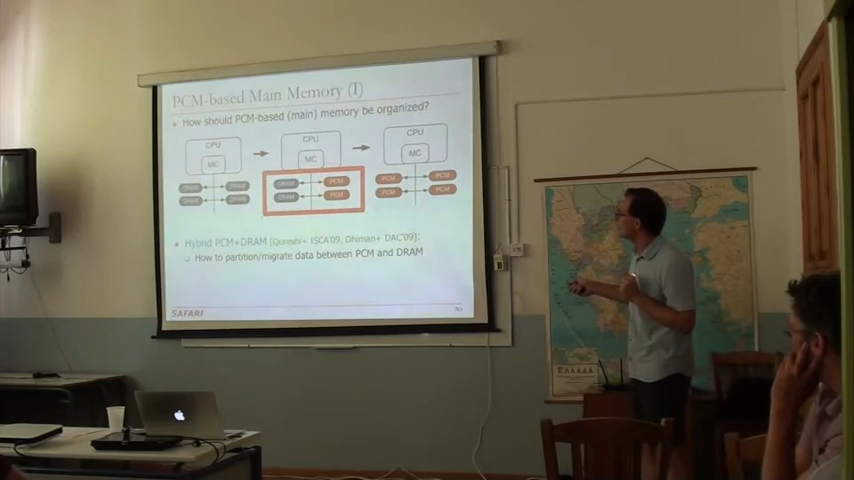 PCM-based Main Memory (I)
How should PCM-based (main) memory be organized?
CPU CPU CPU
MC MC MC
DRAM DRAM DRAM PCM PCM PCM
DRAM DRAM DRAM PCM PCM PCM
Hybrid PCM+DRAM [Qureshi+ ISCA'09, Dhiman+ DAC'09]:
How to partition/migrate data between PCM and DRAM
SAFARI
ΕΛΛΑΔΑ